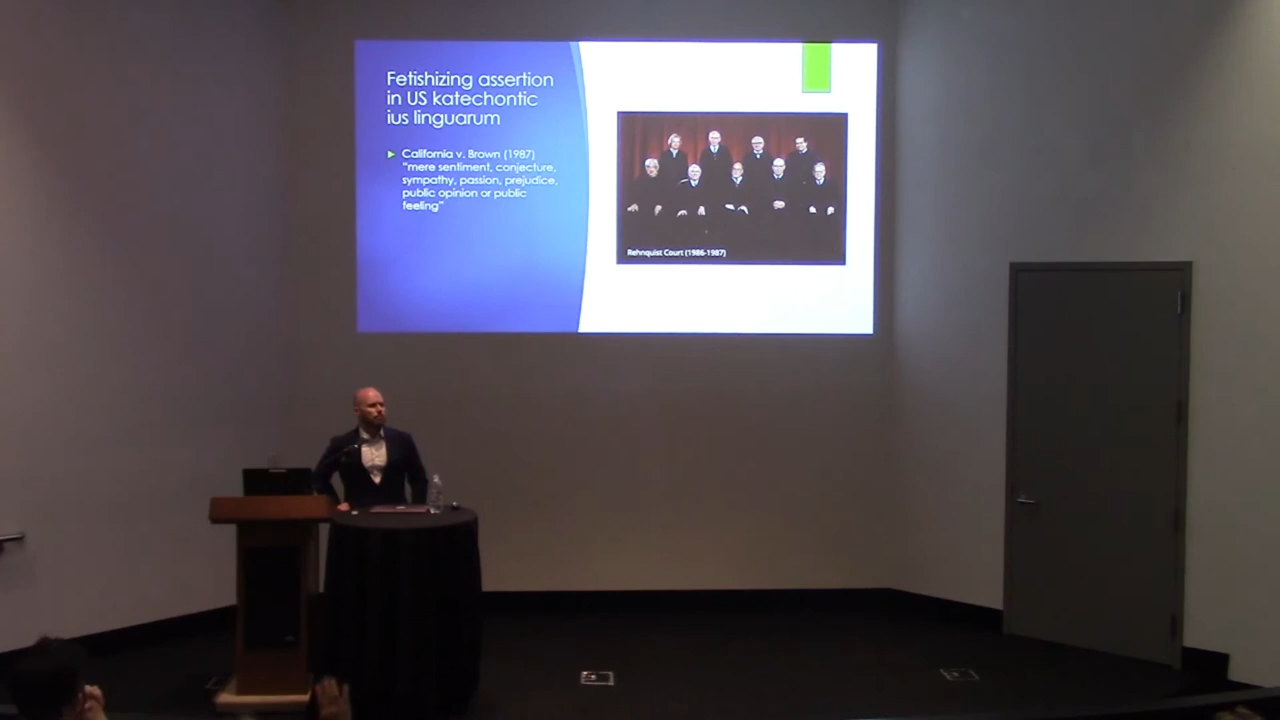 Fetishizing assertion
in US katechontic
ius linguarum
California v. Brown (1987)
"mere sentiment, conjecture,
sympathy, passion, prejudice,
public opinion or public
feeling"
Rehnquist Court (1986-1987)